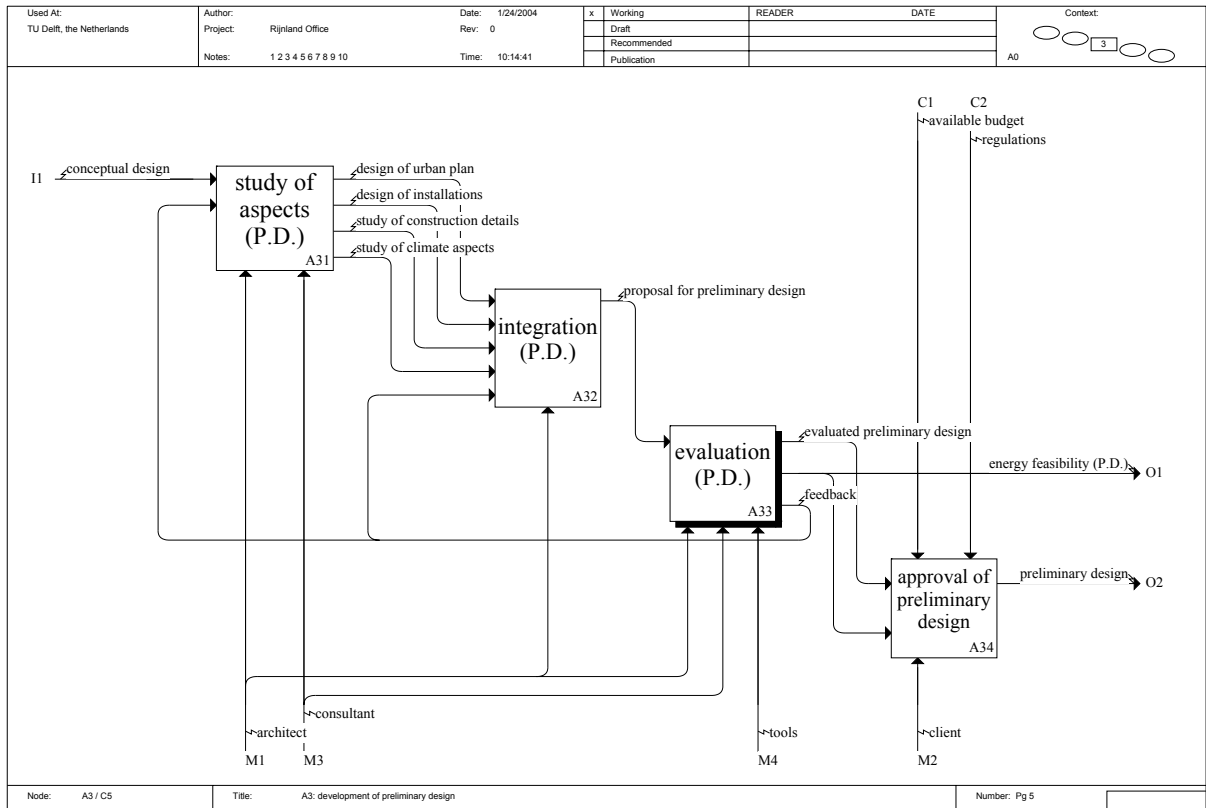 Used At:
TU Delft, the Netherlands
Author:
Project: Rijnland Office
Notes: 1 2 3 4 5 6 7 8 9 10
Date: 1/24/2004
Rev: 0
Time: 10:14:41
x Working
Draft
Recommended
Publication
READER DATE
Context:
3
A0
C1 C2
available budget
regulations
I1
conceptual design
study of
aspects
(P.D.)
A31
design of urban plan
design of installations
study of construction details
study of climate aspects
integration
(P.D.)
A32
proposal for preliminary design
evaluation
(P.D.)
A33
evaluated preliminary design
energy feasibility (P.D.)
O1
feedback
approval of
preliminary
design
A34
preliminary design
O2
consultant
architect
tools
client
M1 M3 M4 M2
Node: A3 / C5
Title: A3: development of preliminary design
Number: Pg 5